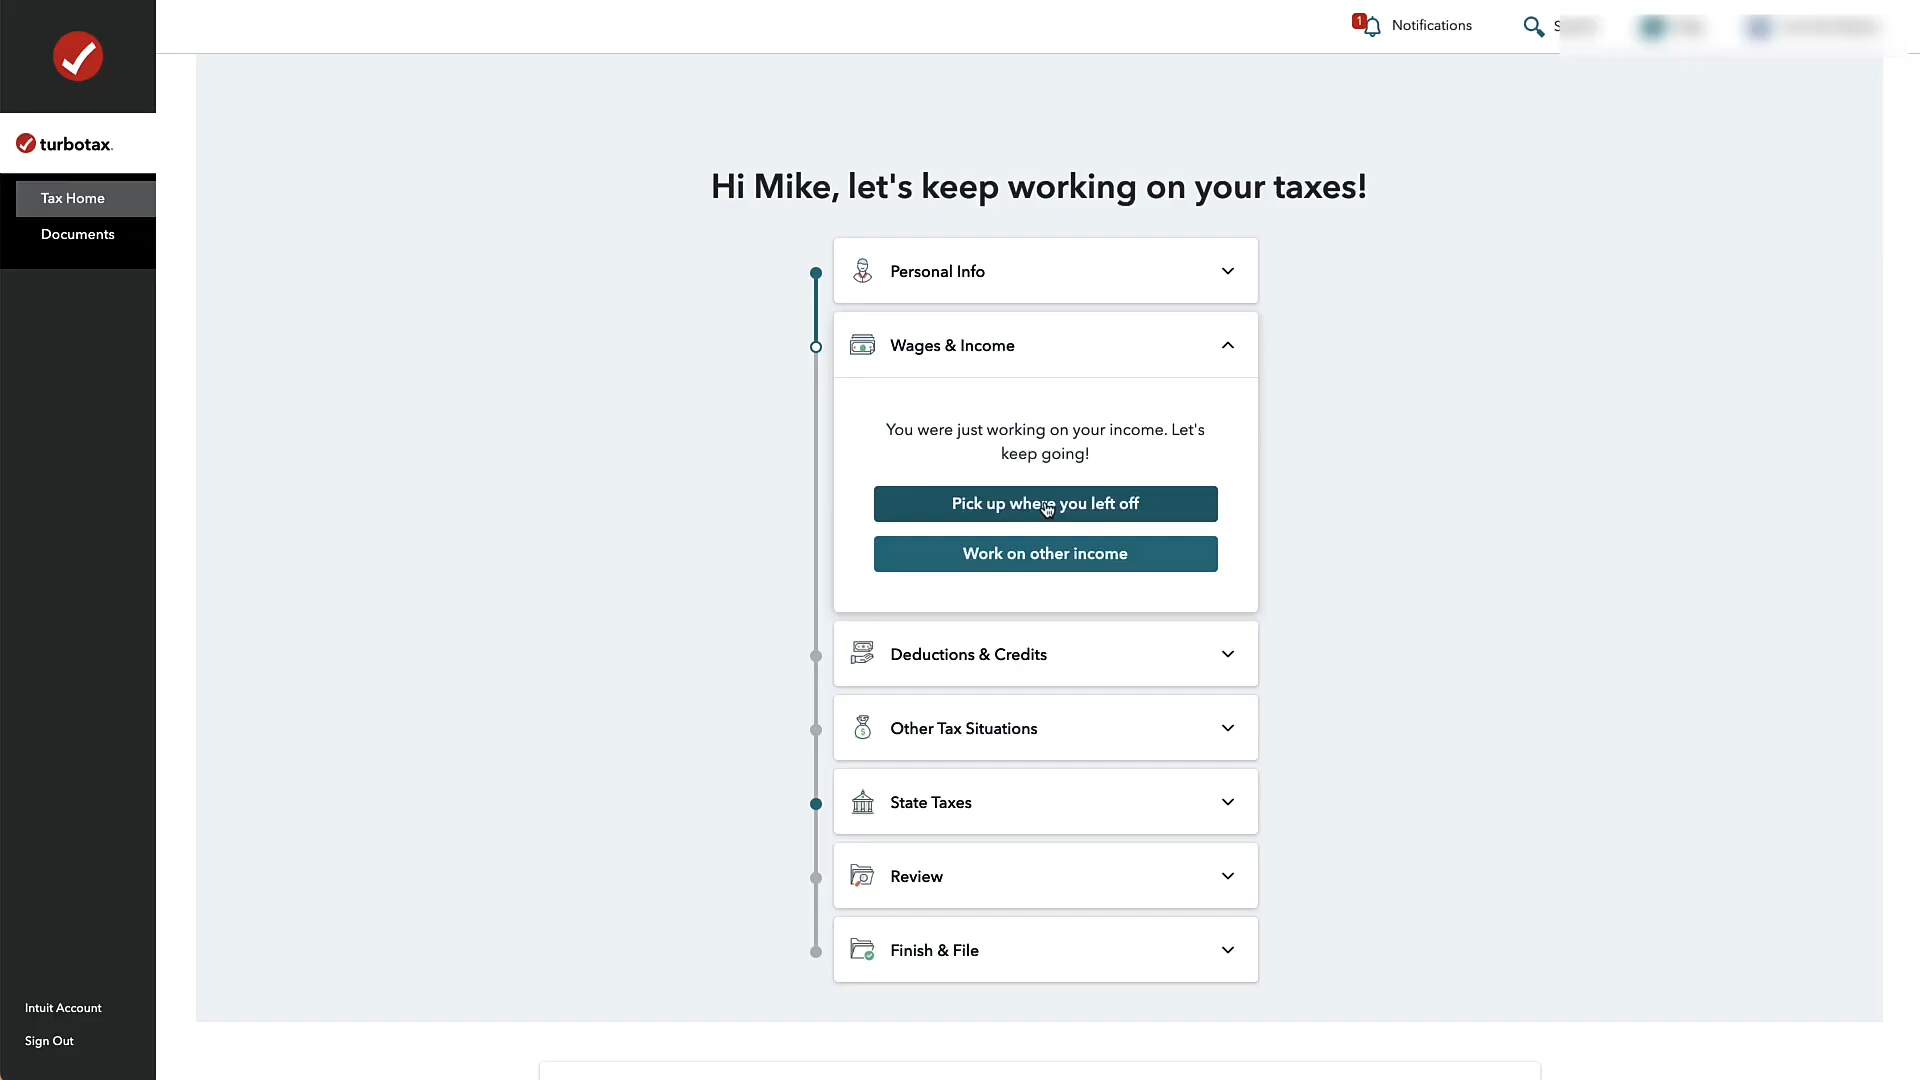 1
Notifications
turbotax.
Tax Home
Documents
Hi Mike, let's keep working on your taxes!
Personal Info
Wages & Income
You were just working on your income. Let's
keep going!
Pick up where you left off
Work on other income
Deductions & Credits
Other Tax Situations
State Taxes
Review
Finish & File
Intuit Account
Sign Out